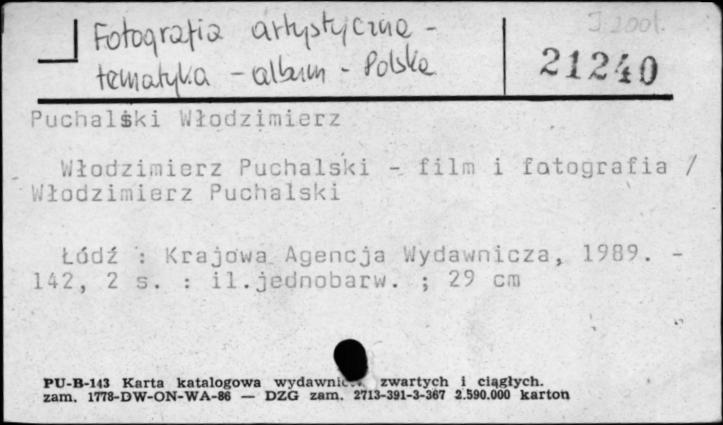 Fotografia artystyczna -
tematyka - album - Polska
21240
Puchalski Włodzimierz
Włodzimierz Puchalski - film i fotografia /
Włodzimierz Puchalski
Łódź : Krajowa Agencja Wydawnicza, 1989. -
142, 2 s. : il.jednobarw. ; 29 cm
PU-B-143 Karta katalogowa zwartych i ciągłych.
zam. 1778-DW-ON-WA-86 — DZG zam. 2713-391-3-367 2.590.000 karton